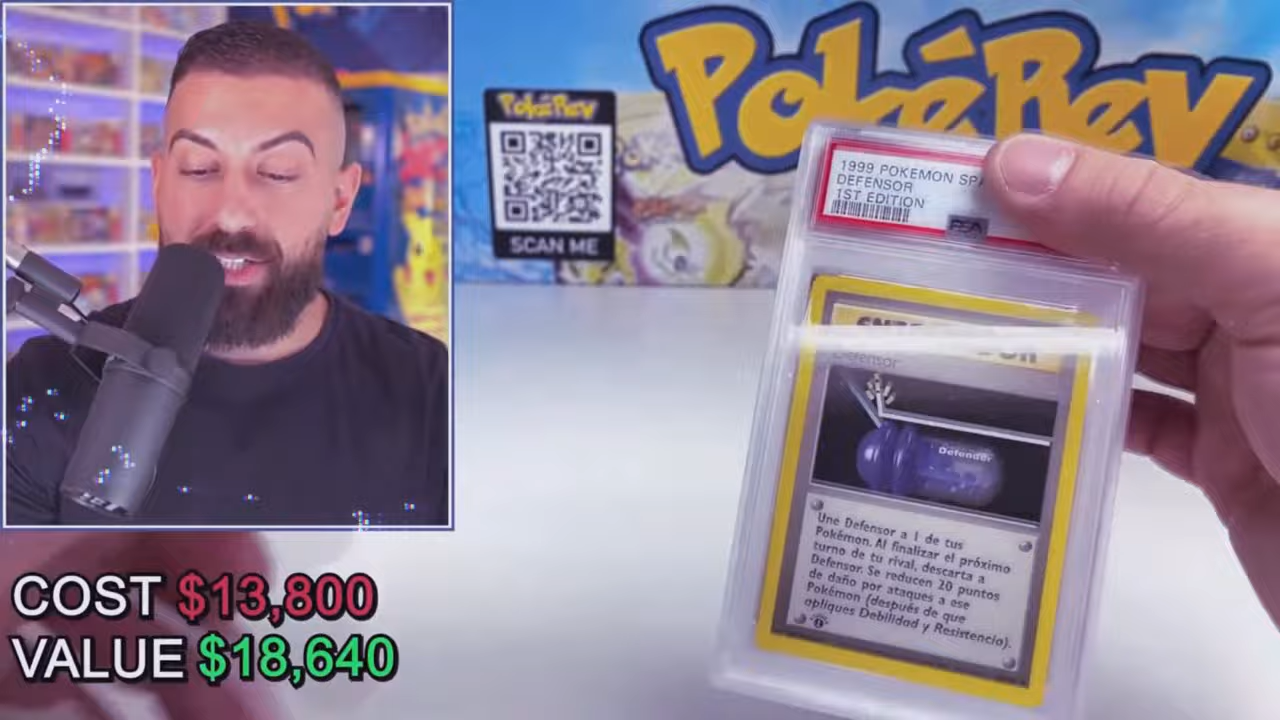 PokéRev
PokéRev
SCAN ME
1999 POKEMON SPA
DEFENSOR
1ST EDITION
PSA
Defensor
Defender
Une Defensor a 1 de tus
Pokémon. Al finalizar el próximo
turno de tu rival, descarta a
Defensor. Se reducen 20 puntos
de daño por ataques a ese
Pokémon (después de que
apliques Debilidad y Resistencia).
COST $13,800
VALUE $18,640